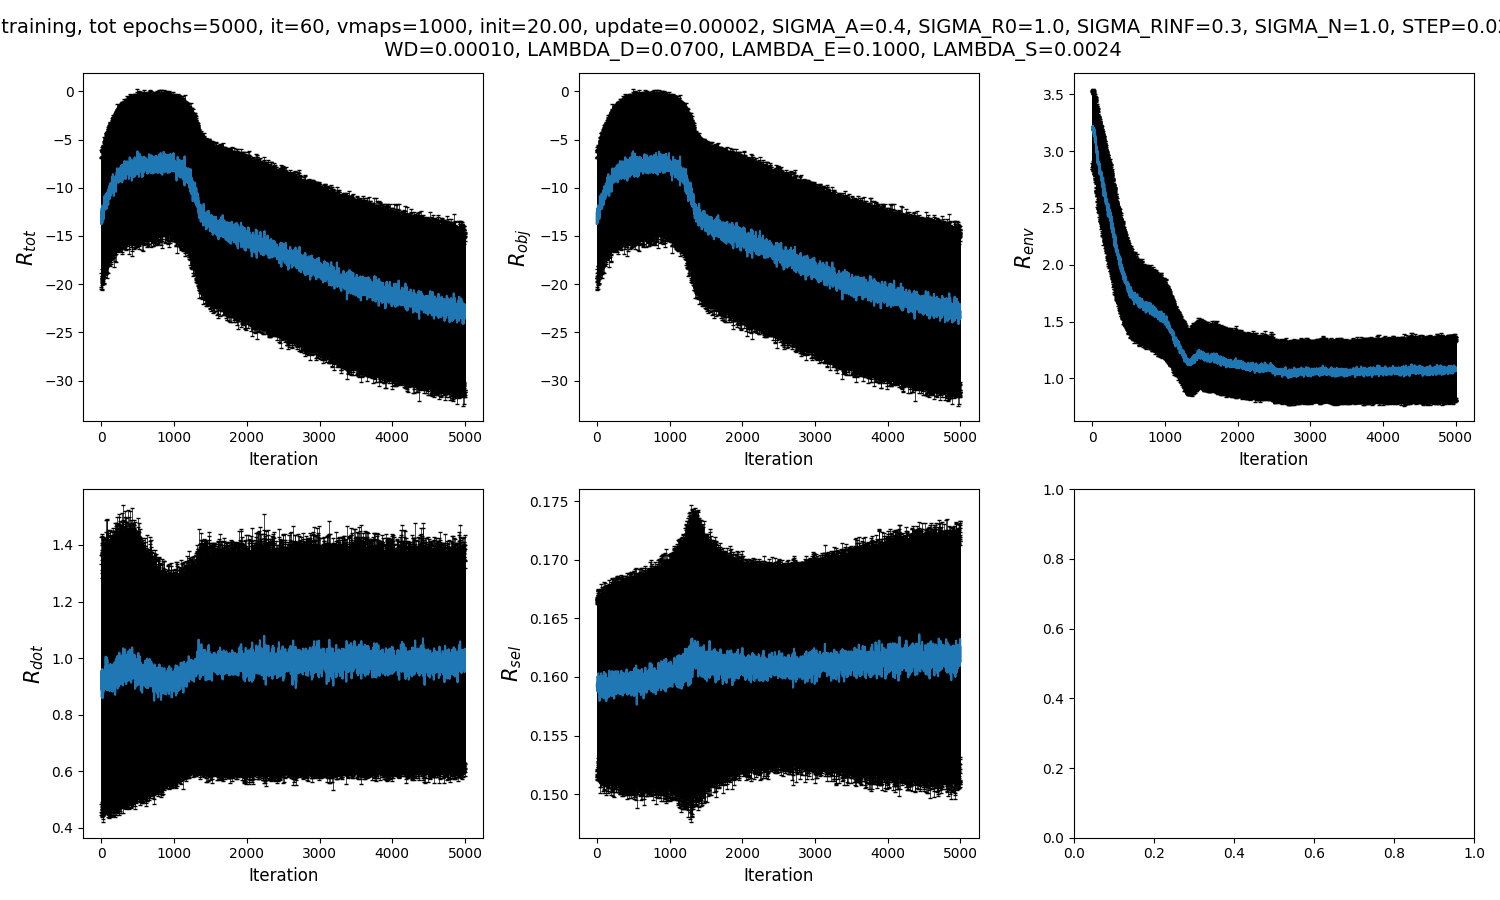 training, tot epochs=5000, it=60, vmaps=1000, init=20.00, update=0.00002, SIGMA_A=0.4, SIGMA_R0=1.0, SIGMA_RINF=0.3, SIGMA_N=1.0,
WD=0.00010, LAMBDA_D=0.0700, LAMBDA_E=0.1000, LAMBDA_S=0.0024
R_tot
0
−5
−10
−15
−20
−25
−30
0 1000 2000 3000 4000 5000
Iteration
R_obj
0
−5
−10
−15
−20
−25
−30
0 1000 2000 3000 4000 5000
Iteration
R_env
3.5
3.0
2.5
2.0
1.5
1.0
0 1000 2000 3000 4000 5000
Iteration
R_dot
1.4
1.2
1.0
0.8
0.6
0.4
0 1000 2000 3000 4000 5000
Iteration
R_sel
0.175
0.170
0.165
0.160
0.155
0.150
0 1000 2000 3000 4000 5000
Iteration
1.0
0.8
0.6
0.4
0.2
0.0
0.0 0.2 0.4 0.6 0.8 1.0